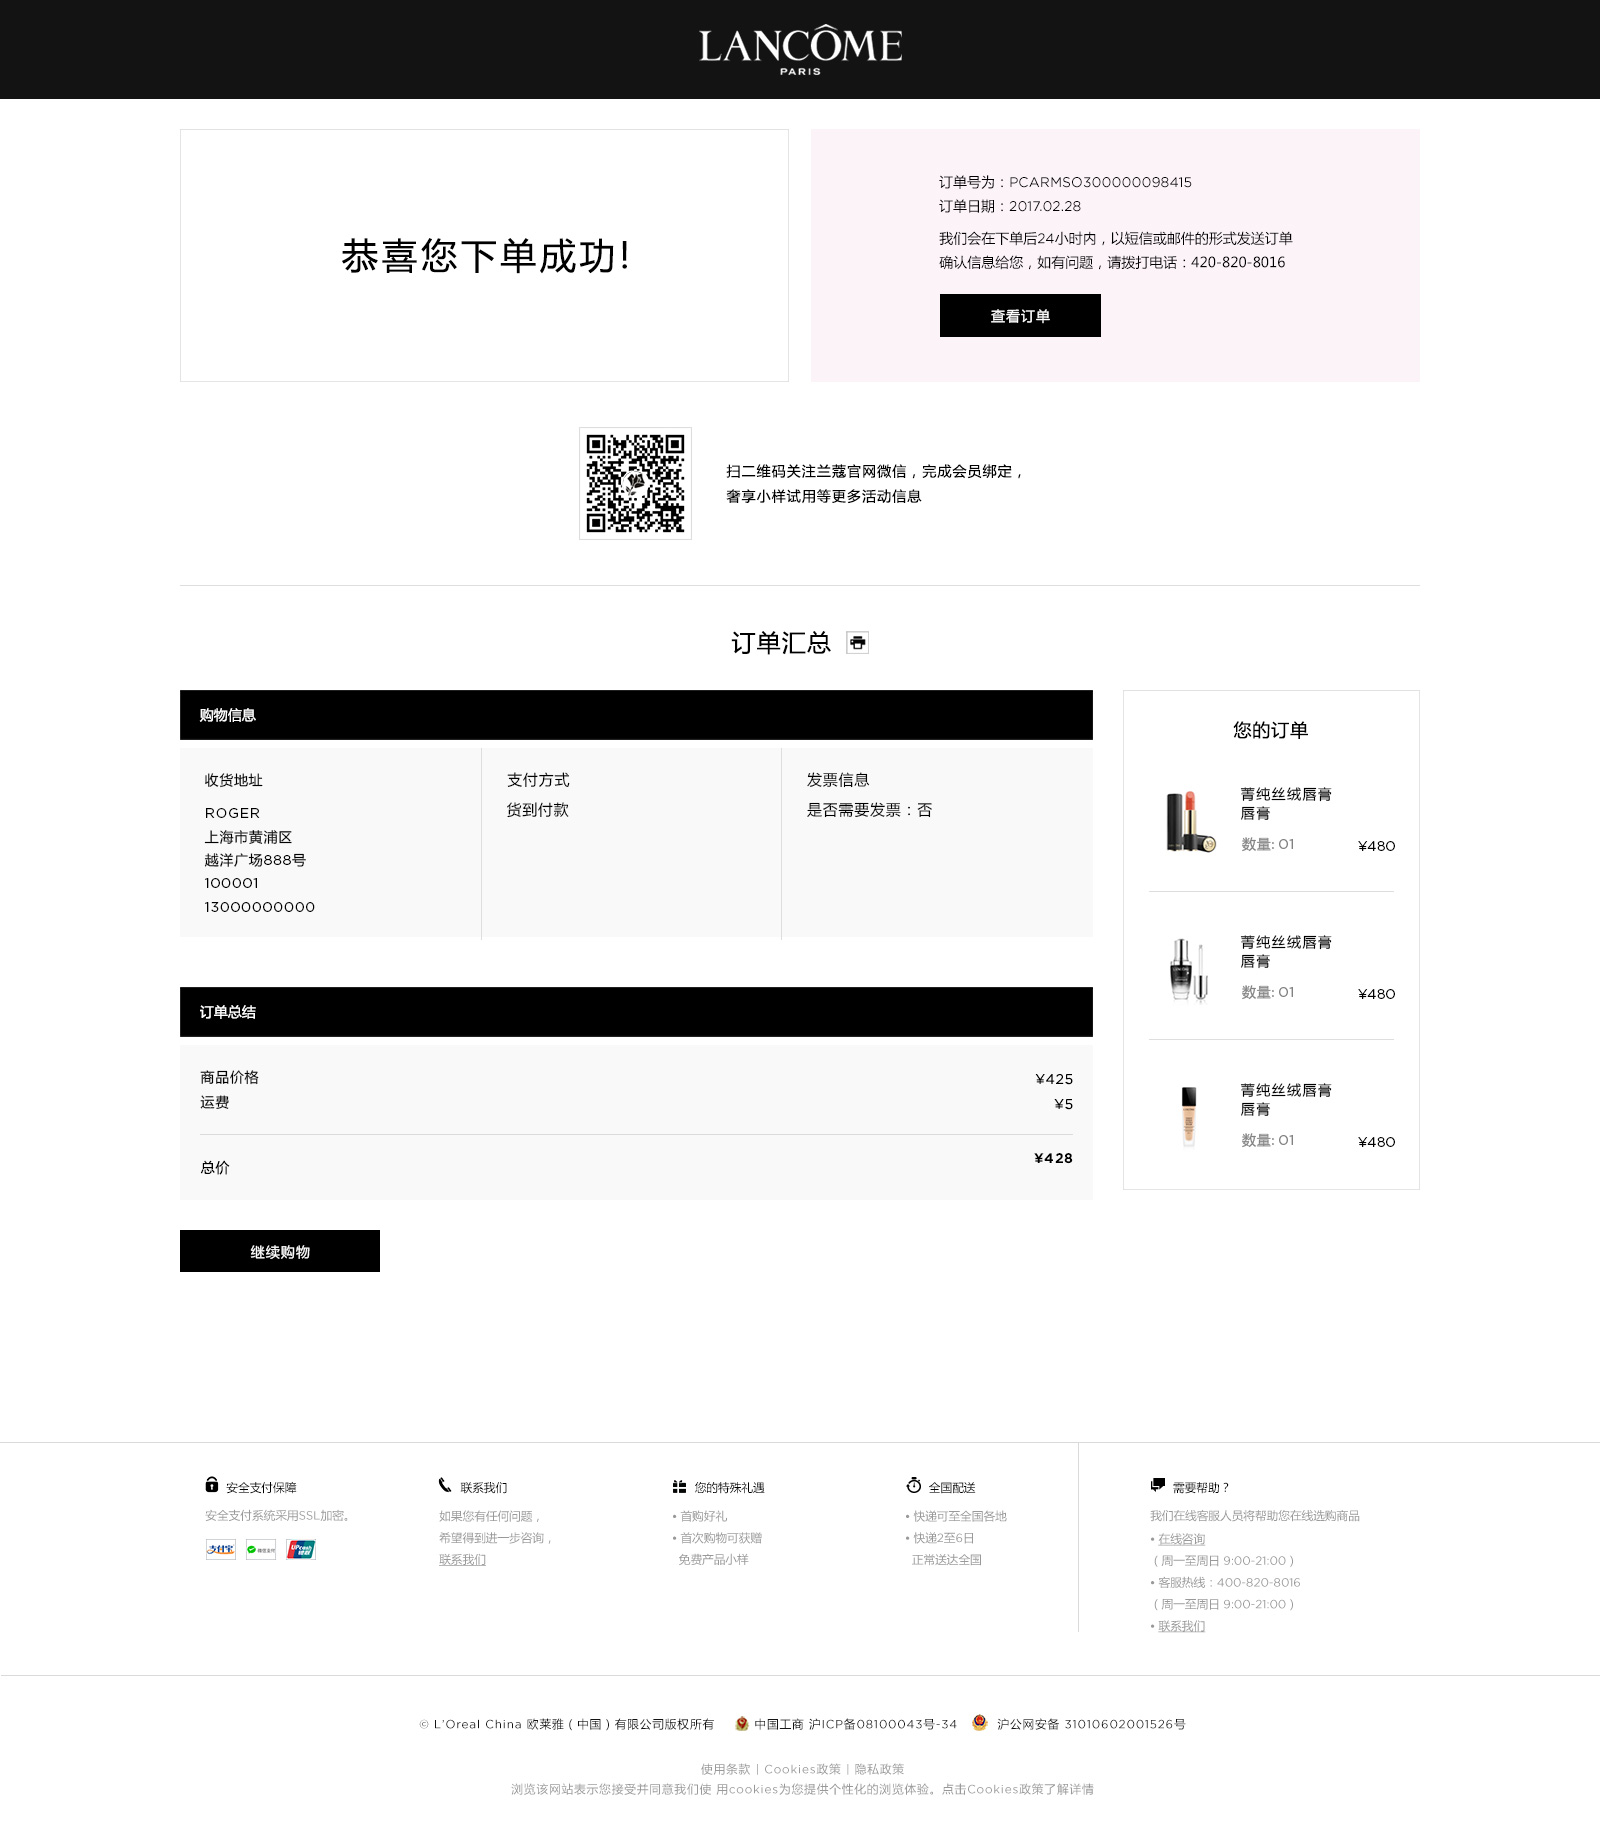 LANCÔME
PARIS
恭喜您下单成功!
订单号为：PCARMSO300000098415
订单日期：2017.02.28
我们会在下单后24小时内，以短信或邮件的形式发送订单
确认信息给您，如有问题，请拨打电话：420-820-8016
查看订单
扫二维码关注兰蔻官网微信，完成会员绑定，
奢享小样试用等更多活动信息
订单汇总
购物信息
收货地址
ROGER
上海市黄浦区
越洋广场888号
100001
13000000000
支付方式
货到付款
发票信息
是否需要发票：否
订单总结
商品价格 ¥425
运费 ¥5
总价 ¥428
继续购物
您的订单
菁纯丝绒唇膏
唇膏
数量: 01 ¥480
菁纯丝绒唇膏
唇膏
数量: 01 ¥480
菁纯丝绒唇膏
唇膏
数量: 01 ¥480
安全支付保障
安全支付系统采用SSL加密。
支付宝
微信支付
UPcash
联系我们
如果您有任何问题，
希望得到进一步咨询，
联系我们
您的特殊礼遇
• 首购好礼
• 首次购物可获赠
免费产品小样
全国配送
• 快递可至全国各地
• 快递2至6日
正常送达全国
需要帮助？
我们在线客服人员将帮助您在线选购商品
• 在线咨询
（周一至周日 9:00-21:00）
• 客服热线：400-820-8016
（周一至周日 9:00-21:00）
• 联系我们
© L'Oreal China 欧莱雅（中国）有限公司版权所有 中国工商 沪ICP备08100043号-34 沪公网安备 31010602001526号
使用条款 | Cookies政策 | 隐私政策
浏览该网站表示您接受并同意我们使 用cookies为您提供个性化的浏览体验。点击Cookies政策了解详情